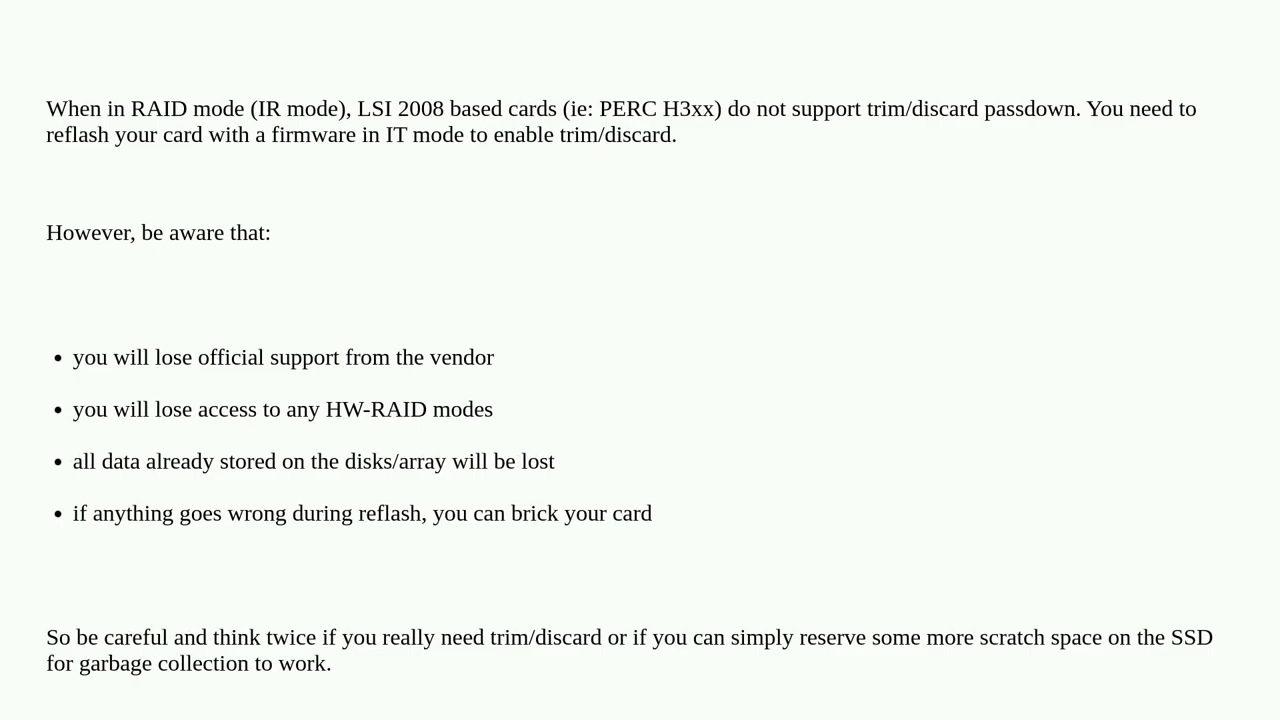 When in RAID mode (IR mode), LSI 2008 based cards (ie: PERC H3xx) do not support trim/discard passdown. You need to
reflash your card with a firmware in IT mode to enable trim/discard.
However, be aware that:
• you will lose official support from the vendor
• you will lose access to any HW-RAID modes
• all data already stored on the disks/array will be lost
• if anything goes wrong during reflash, you can brick your card
So be careful and think twice if you really need trim/discard or if you can simply reserve some more scratch space on the SSD
for garbage collection to work.